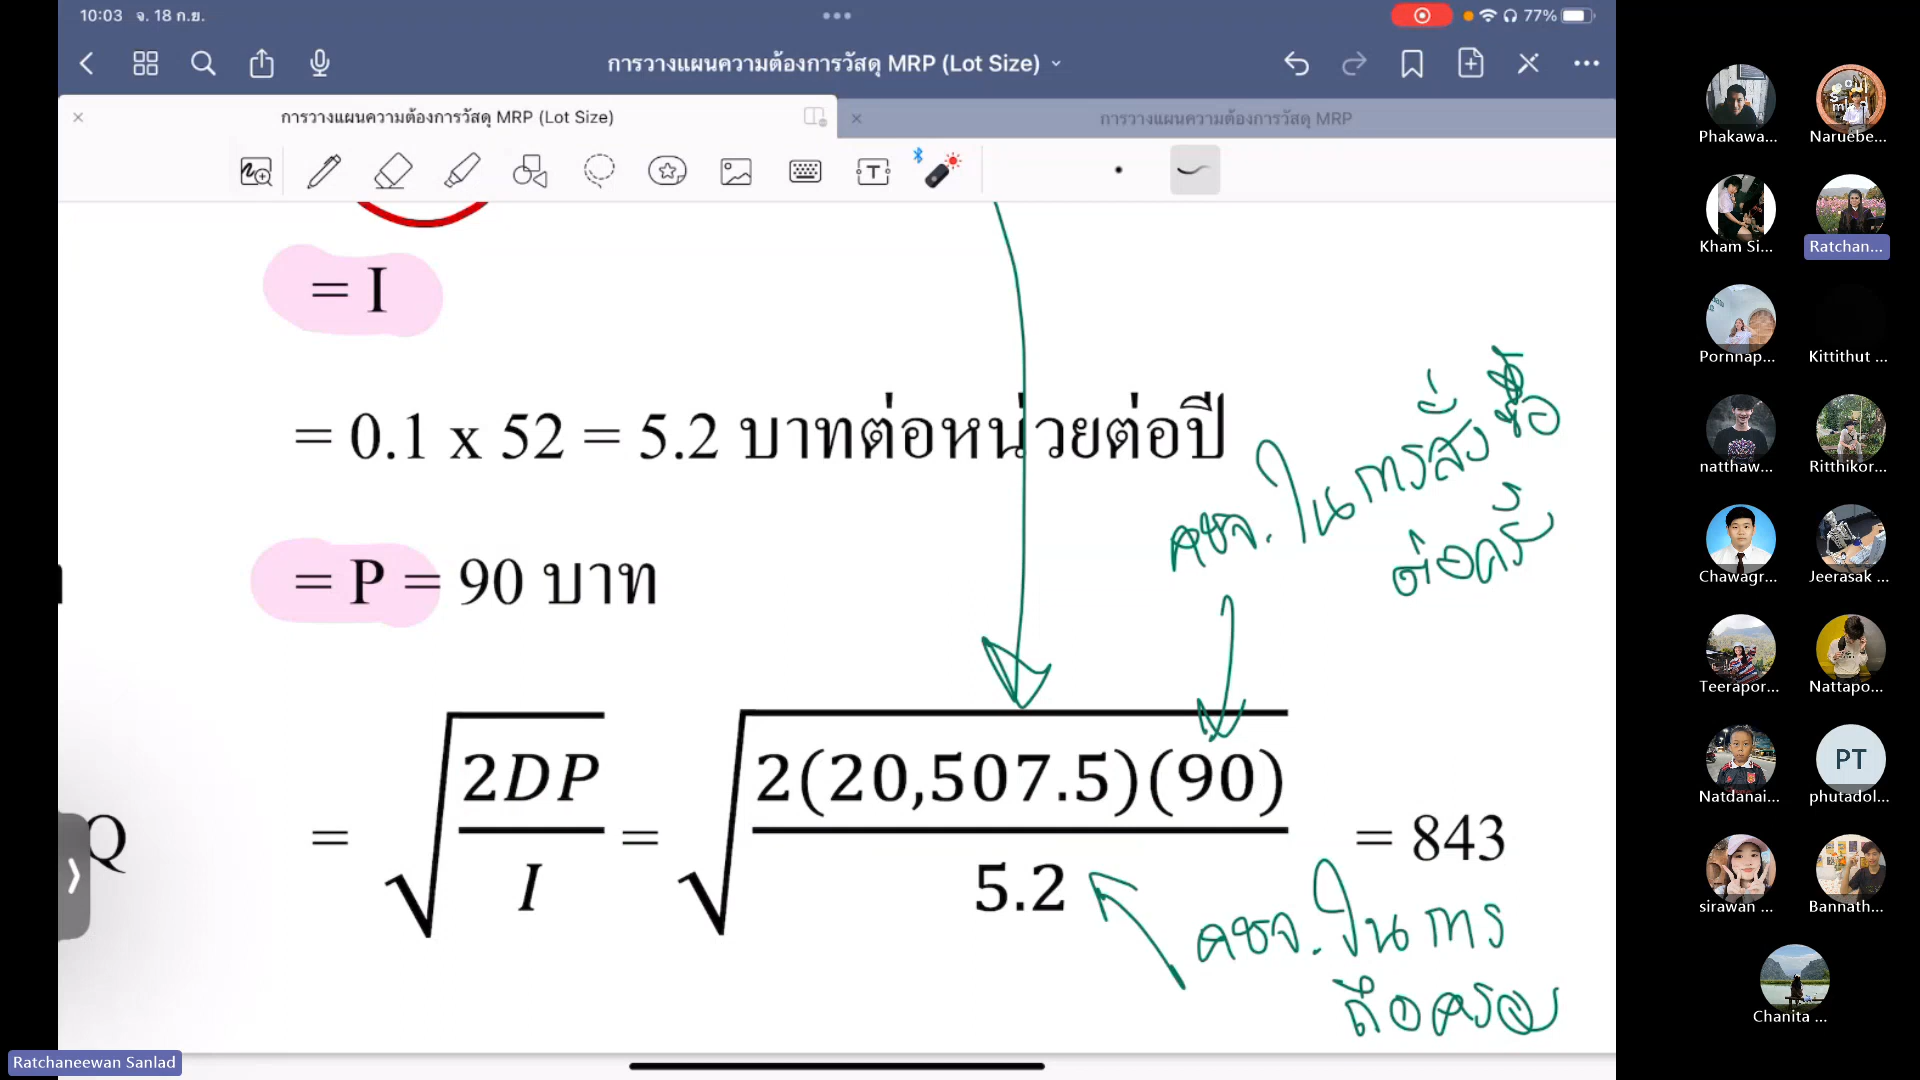 10:03 จ. 18 ก.ย.
77%
การวางแผนความต้องการวัสดุ MRP (Lot Size)
การวางแผนความต้องการวัสดุ MRP (Lot Size)
การวางแผนความต้องการวัสดุ MRP
= I
= 0.1 x 52 = 5.2 บาทต่อหน่วยต่อปี
คชจ. ในการสั่งซื้อ
ต่อครั้ง
= P = 90 บาท
Q = √(2DP / I) = √(2(20,507.5)(90) / 5.2) = 843
คชจ. ในการ
ถือครอง
Ratchaneewan Sanlad
Phakawa...
Naruebe...
Kham Si...
Ratchan...
Pornnap...
Kittithut ...
natthaw...
Ritthikor...
Chawagr...
Jeerasak ...
Teerapor...
Nattapo...
Natdanai...
PT
phutadol...
sirawan ...
Bannath...
Chanita ...